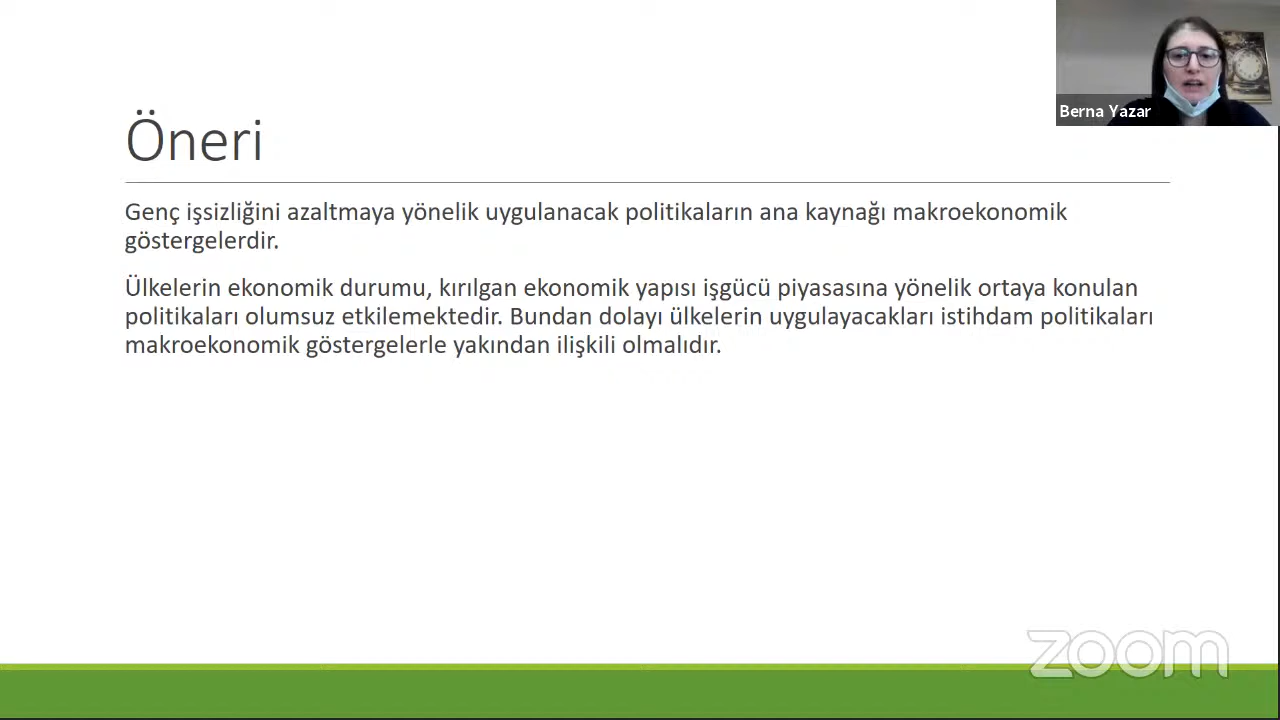 Berna Yazar
Öneri
Genç işsizliğini azaltmaya yönelik uygulanacak politikaların ana kaynağı makroekonomik
göstergelerdir.
Ülkelerin ekonomik durumu, kırılgan ekonomik yapısı işgücü piyasasına yönelik ortaya konulan
politikaları olumsuz etkilemektedir. Bundan dolayı ülkelerin uygulayacakları istihdam politikaları
makroekonomik göstergelerle yakından ilişkili olmalıdır.
zoom